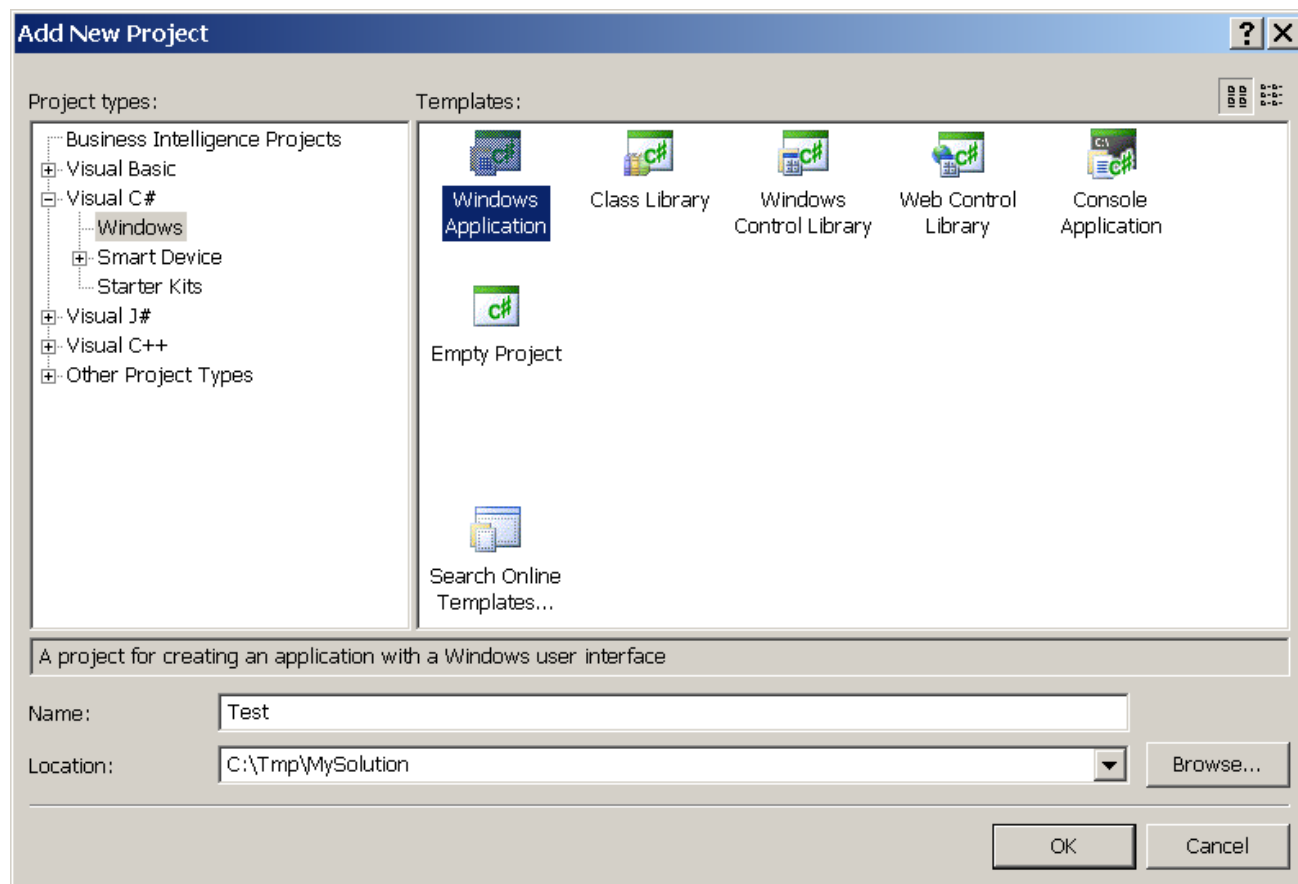 Add New Project
Project types:
Templates:
Business Intelligence Projects
Visual Basic
Visual C#
Windows
Smart Device
Starter Kits
Visual J#
Visual C++
Other Project Types
Windows
Application
Class Library
Windows
Control Library
Web Control
Library
Console
Application
Empty Project
Search Online
Templates...
A project for creating an application with a Windows user interface
Name:
Test
Location:
C:\Tmp\MySolution
Browse...
OK
Cancel